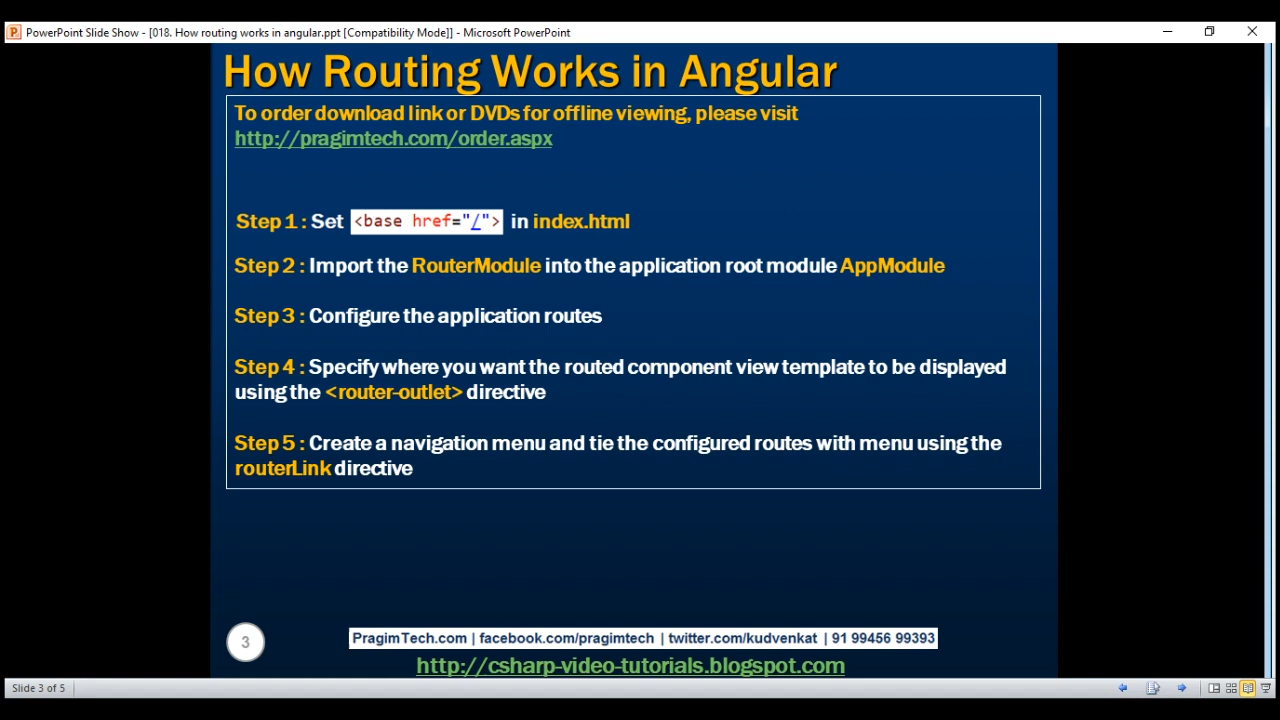 PowerPoint Slide Show - [018. How routing works in angular.ppt [Compatibility Mode]] - Microsoft PowerPoint
How Routing Works in Angular
To order download link or DVDs for offline viewing, please visit
http://pragimtech.com/order.aspx
Step 1 : Set <base href="/"> in index.html
Step 2 : Import the RouterModule into the application root module AppModule
Step 3 : Configure the application routes
Step 4 : Specify where you want the routed component view template to be displayed
using the <router-outlet> directive
Step 5 : Create a navigation menu and tie the configured routes with menu using the
routerLink directive
3
PragimTech.com | facebook.com/pragimtech | twitter.com/kudvenkat | 91 99456 99393
http://csharp-video-tutorials.blogspot.com
Slide 3 of 5